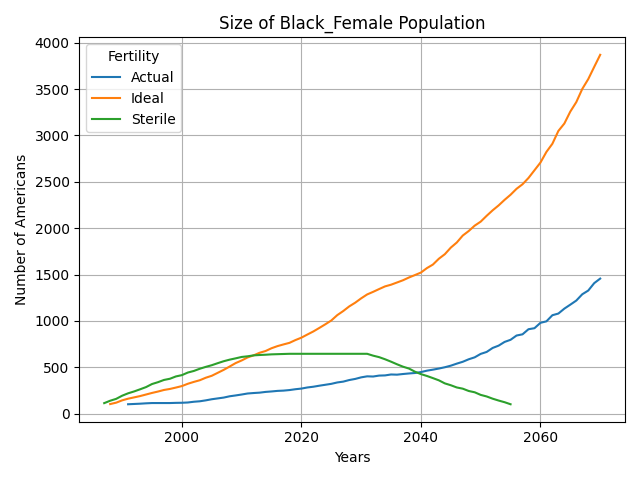 Size of Black_Female Population
Fertility
Actual
Ideal
Sterile
4000
3500
3000
2500
2000
1500
1000
500
0
Number of Americans
2000
2020
2040
2060
Years